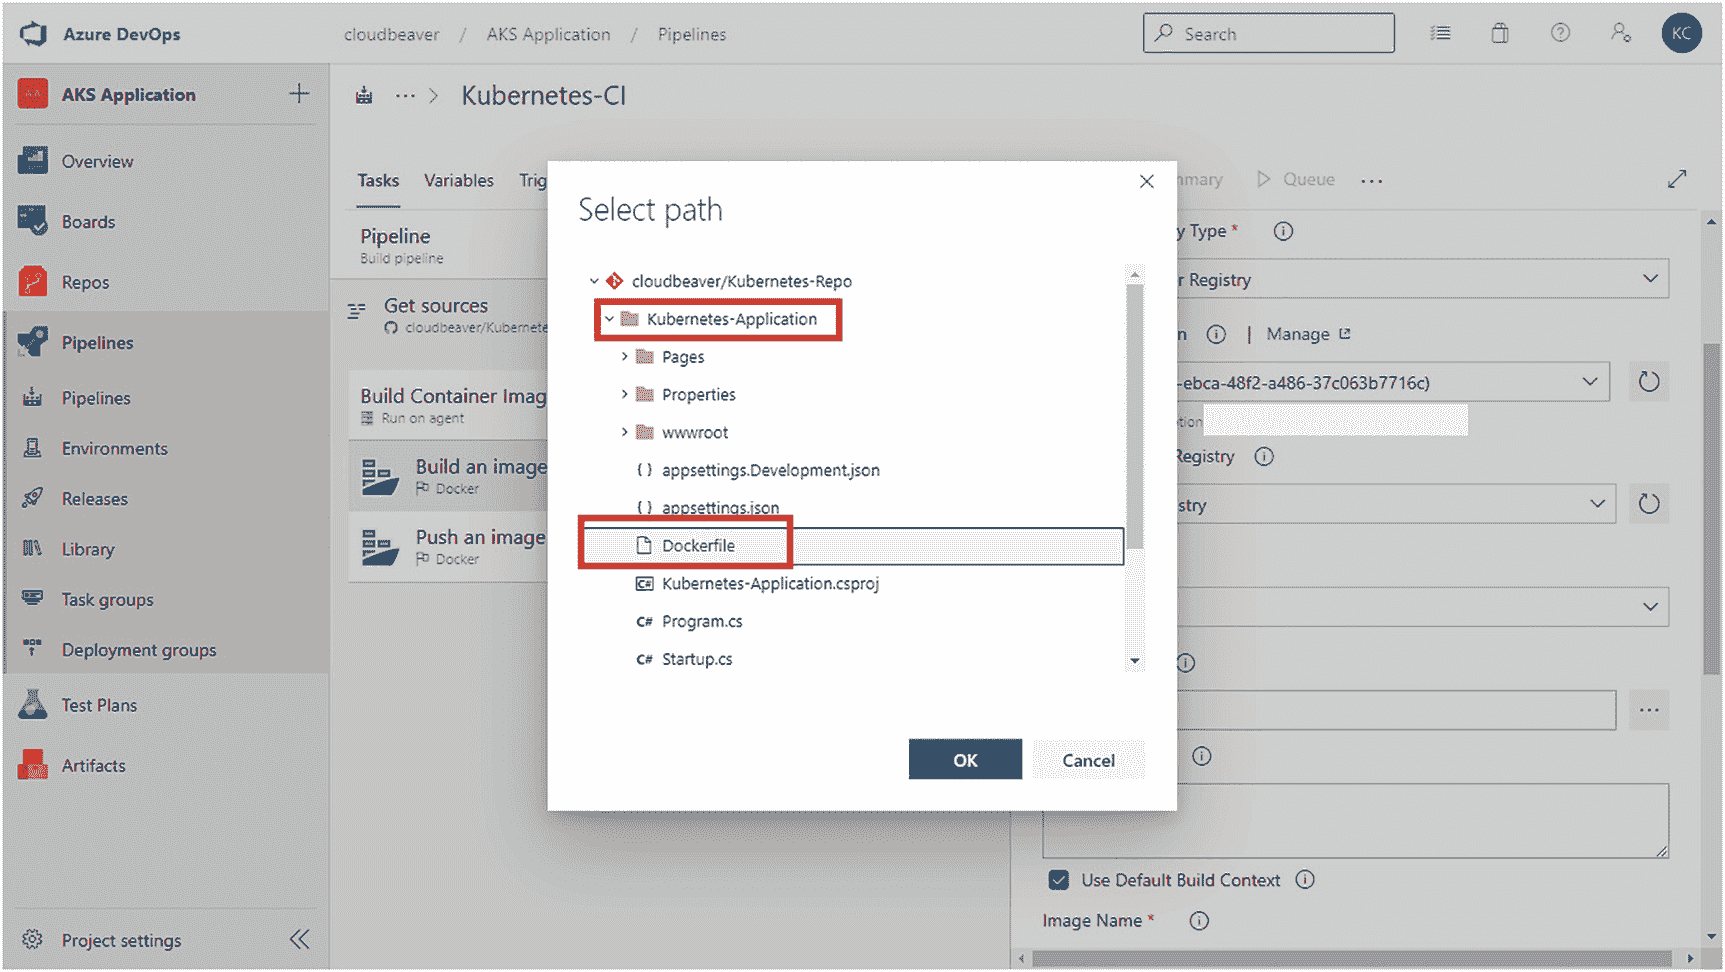 Azure DevOps
cloudbeaver / AKS Application / Pipelines
Search
KC
AKS Application
Kubernetes-CI
Overview
Boards
Repos
Pipelines
Pipelines
Environments
Releases
Library
Task groups
Deployment groups
Test Plans
Artifacts
Project settings
Tasks Variables Trig
Pipeline
Build pipeline
Get sources
cloudbeaver/Kubernete
Build Container Imag
Run on agent
Build an image
Docker
Push an image
Docker
Select path
cloudbeaver/Kubernetes-Repo
Kubernetes-Application
Pages
Properties
wwwroot
{ } appsettings.Development.json
{ } appsettings.json
Dockerfile
C# Kubernetes-Application.csproj
C# Program.cs
C# Startup.cs
OK Cancel
mmary Queue ...
y Type *
r Registry
n | Manage
-ebca-48f2-a486-37c063b7716c)
tion
Registry
stry
...
Use Default Build Context
Image Name *